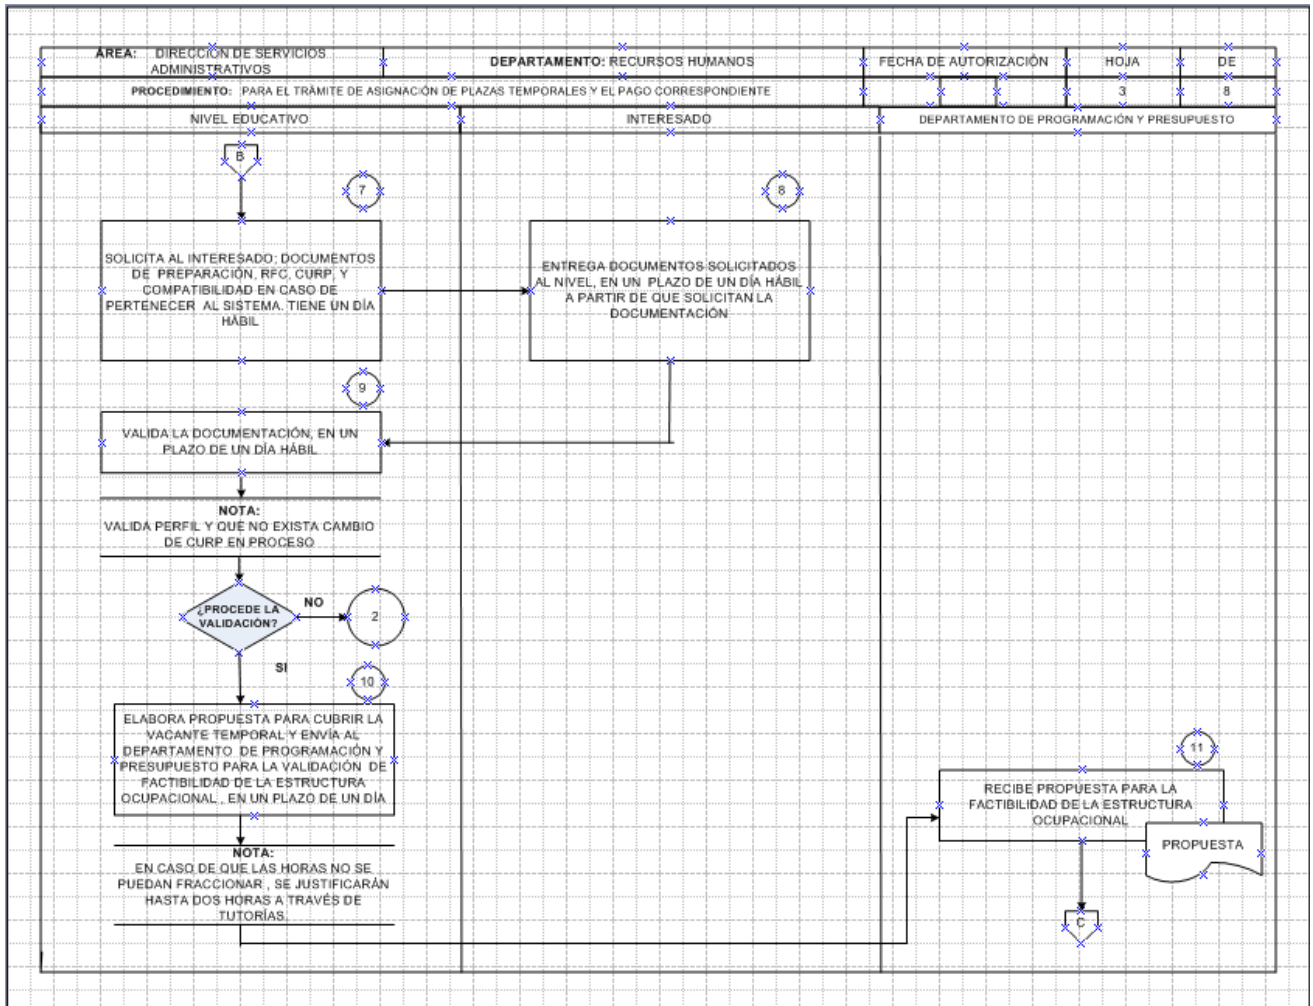 ÁREA: DIRECCIÓN DE SERVICIOS
ADMINISTRATIVOS
DEPARTAMENTO: RECURSOS HUMANOS
FECHA DE AUTORIZACIÓN
HOJA
DE
PROCEDIMIENTO: PARA EL TRÁMITE DE ASIGNACIÓN DE PLAZAS TEMPORALES Y EL PAGO CORRESPONDIENTE
3
8
NIVEL EDUCATIVO
INTERESADO
DEPARTAMENTO DE PROGRAMACIÓN Y PRESUPUESTO
B
7
SOLICITA AL INTERESADO; DOCUMENTOS
DE PREPARACIÓN, RFC, CURP, Y
COMPATIBILIDAD EN CASO DE
PERTENECER AL SISTEMA. TIENE UN DÍA
HÁBIL
8
ENTREGA DOCUMENTOS SOLICITADOS
AL NIVEL, EN UN PLAZO DE UN DÍA HÁBIL
A PARTIR DE QUE SOLICITAN LA
DOCUMENTACIÓN
9
VALIDA LA DOCUMENTACIÓN, EN UN
PLAZO DE UN DÍA HÁBIL
NOTA:
VALIDA PERFIL Y QUE NO EXISTA CAMBIO
DE CURP EN PROCESO
¿PROCEDE LA
VALIDACIÓN?
NO
2
SI
10
ELABORA PROPUESTA PARA CUBRIR LA
VACANTE TEMPORAL Y ENVÍA AL
DEPARTAMENTO DE PROGRAMACIÓN Y
PRESUPUESTO PARA LA VALIDACIÓN DE
FACTIBILIDAD DE LA ESTRUCTURA
OCUPACIONAL , EN UN PLAZO DE UN DÍA
NOTA:
EN CASO DE QUE LAS HORAS NO SE
PUEDAN FRACCIONAR , SE JUSTIFICARÁN
HASTA DOS HORAS A TRAVÉS DE
TUTORÍAS.
11
RECIBE PROPUESTA PARA LA
FACTIBILIDAD DE LA ESTRUCTURA
OCUPACIONAL
PROPUESTA
C